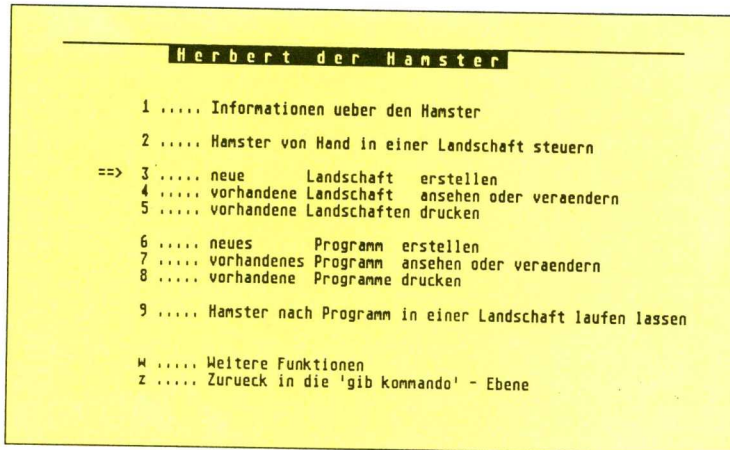 Herbert der Hamster
1 ..... Informationen ueber den Hamster
2 ..... Hamster von Hand in einer Landschaft steuern
==> 3 ..... neue Landschaft erstellen
4 ..... vorhandene Landschaft ansehen oder veraendern
5 ..... vorhandene Landschaften drucken
6 ..... neues Programm erstellen
7 ..... vorhandenes Programm ansehen oder veraendern
8 ..... vorhandene Programme drucken
9 ..... Hamster nach Programm in einer Landschaft laufen lassen
w ..... Weitere Funktionen
z ..... Zurueck in die 'gib kommando' - Ebene